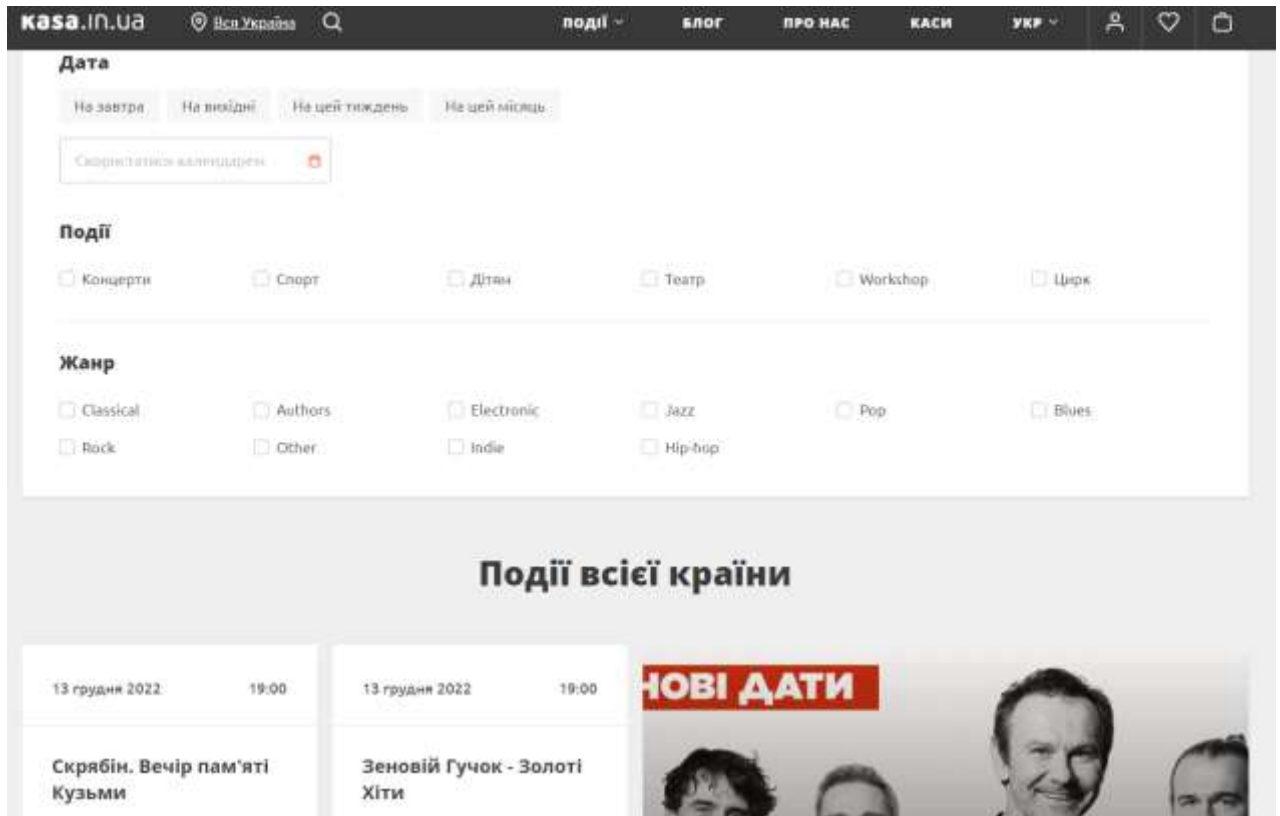 кasa.in.ua Вся Україна ПОДІЇ БЛОГ ПРО НАС КАСИ УКР
Дата
На завтра На вихідні На цей тиждень На цей місяць
Скористатися календарем
Події
Концерти Спорт Дітям Театр Workshop Цирк
Жанр
Classical Authors Electronic Jazz Pop Blues
Rock Other Indie Hip-hop
Події всієї країни
13 грудня 2022 19:00 13 грудня 2022 19:00 НОВІ ДАТИ
Скрябін. Вечір пам'яті Зеновій Гучок - Золоті
Кузьми Хіти